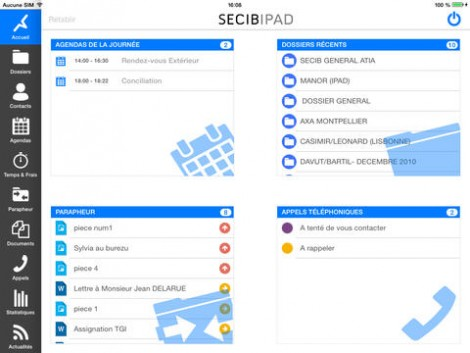 Aucune SIM
16:08
100 %
Retablir
SECIBIPAD
Accueil
Dossiers
Contacts
Agendas
Temps & Frais
Parapheur
Documents
Appels
Statistiques
Actualités
AGENDAS DE LA JOURNÉE 2
14:00 - 16:30 Rendez-vous Extérieur
18:00 - 18:22 Conciliation
DOSSIERS RÉCENTS 10
SECIB GENERAL ATIA
MANOR (IPAD)
DOSSIER GENERAL
AXA MONTPELLIER
CASIMIR/LEONARD (LISBONNE)
DAVUT/BARTIL- DECEMBRE 2010
PARAPHEUR 8
piece num1
Sylvia au burezu
piece 4
W Lettre à Monsieur Jean DELARUE
piece 1
W Assignation TGI
APPELS TÉLÉPHONIQUES 2
A tenté de vous contacter
A rappeler